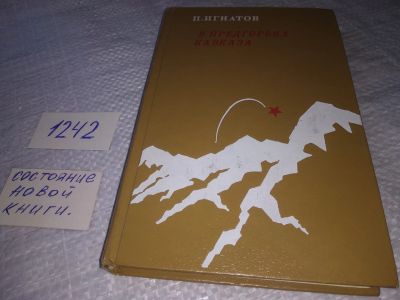 П. ИГНАТОВ
В ПРЕДГОРЬЯХ
КАВКАЗА
1242
СОСТОЯНИЕ
НОВОЙ
КНИГИ.